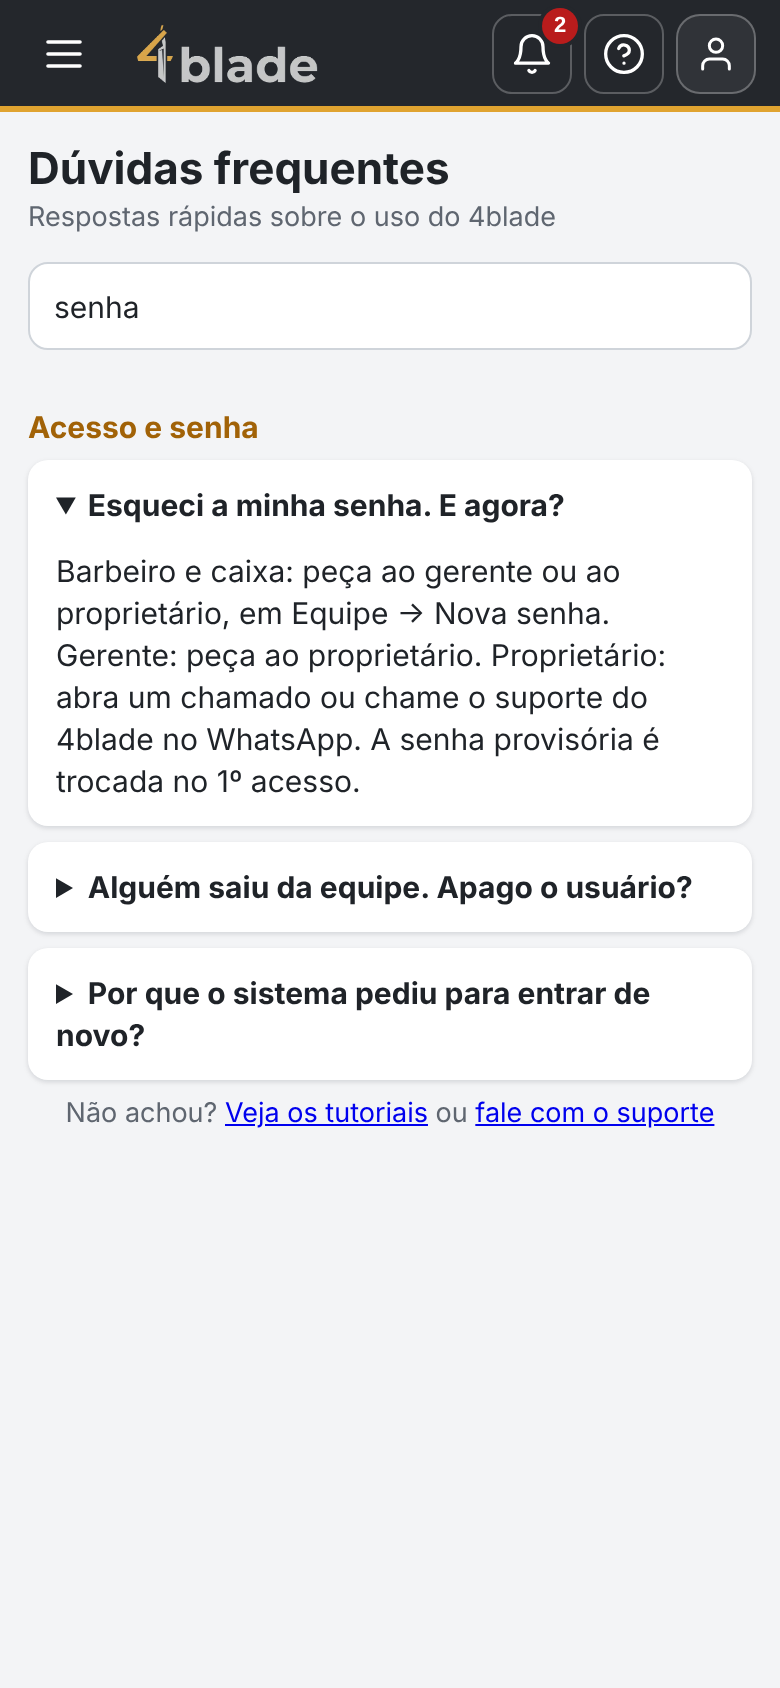 4blade
2
Dúvidas frequentes
Respostas rápidas sobre o uso do 4blade
senha
Acesso e senha
▼ Esqueci a minha senha. E agora?
Barbeiro e caixa: peça ao gerente ou ao
proprietário, em Equipe → Nova senha.
Gerente: peça ao proprietário. Proprietário:
abra um chamado ou chame o suporte do
4blade no WhatsApp. A senha provisória é
trocada no 1º acesso.
▶ Alguém saiu da equipe. Apago o usuário?
▶ Por que o sistema pediu para entrar de
novo?
Não achou? Veja os tutoriais ou fale com o suporte